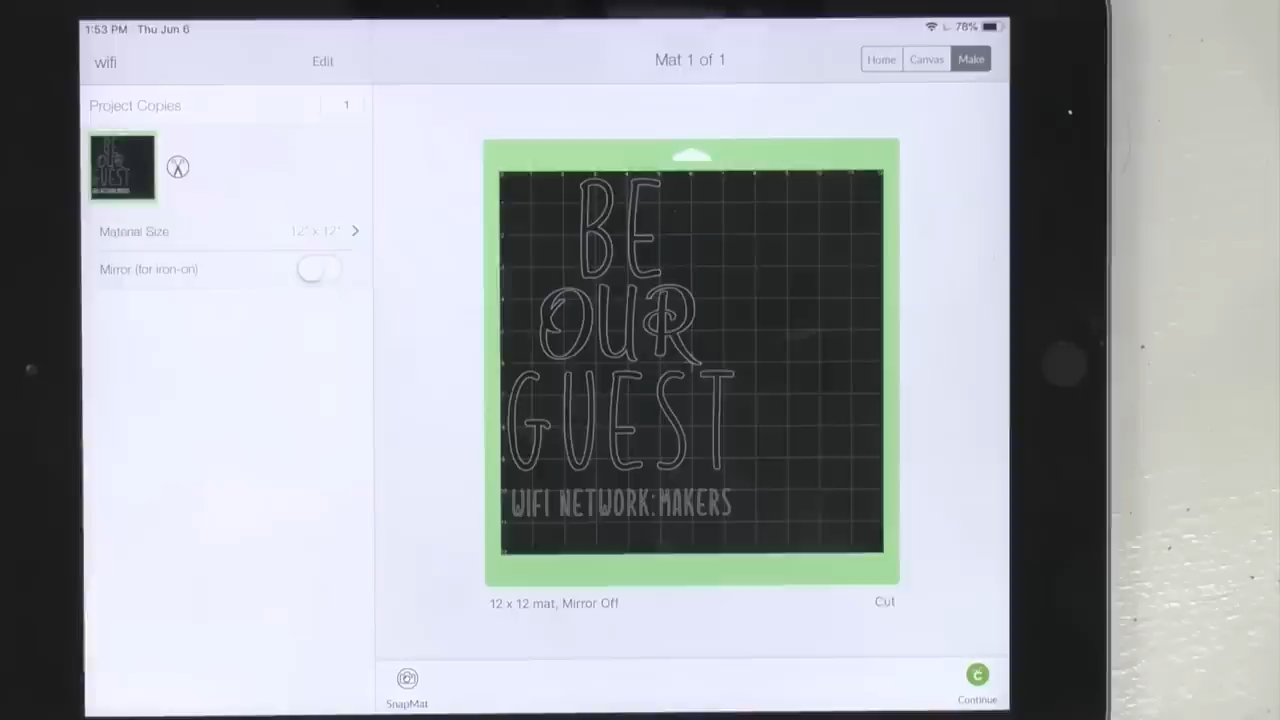 1:53 PM Thu Jun 6
78%
wifi
Edit
Mat 1 of 1
Home
Canvas
Make
Project Copies
1
Material Size
12" x 12"
Mirror (for iron-on)
BE
OUR
GUEST
WIFI NETWORK:MAKERS
12 x 12 mat, Mirror Off
Cut
SnapMat
Continue